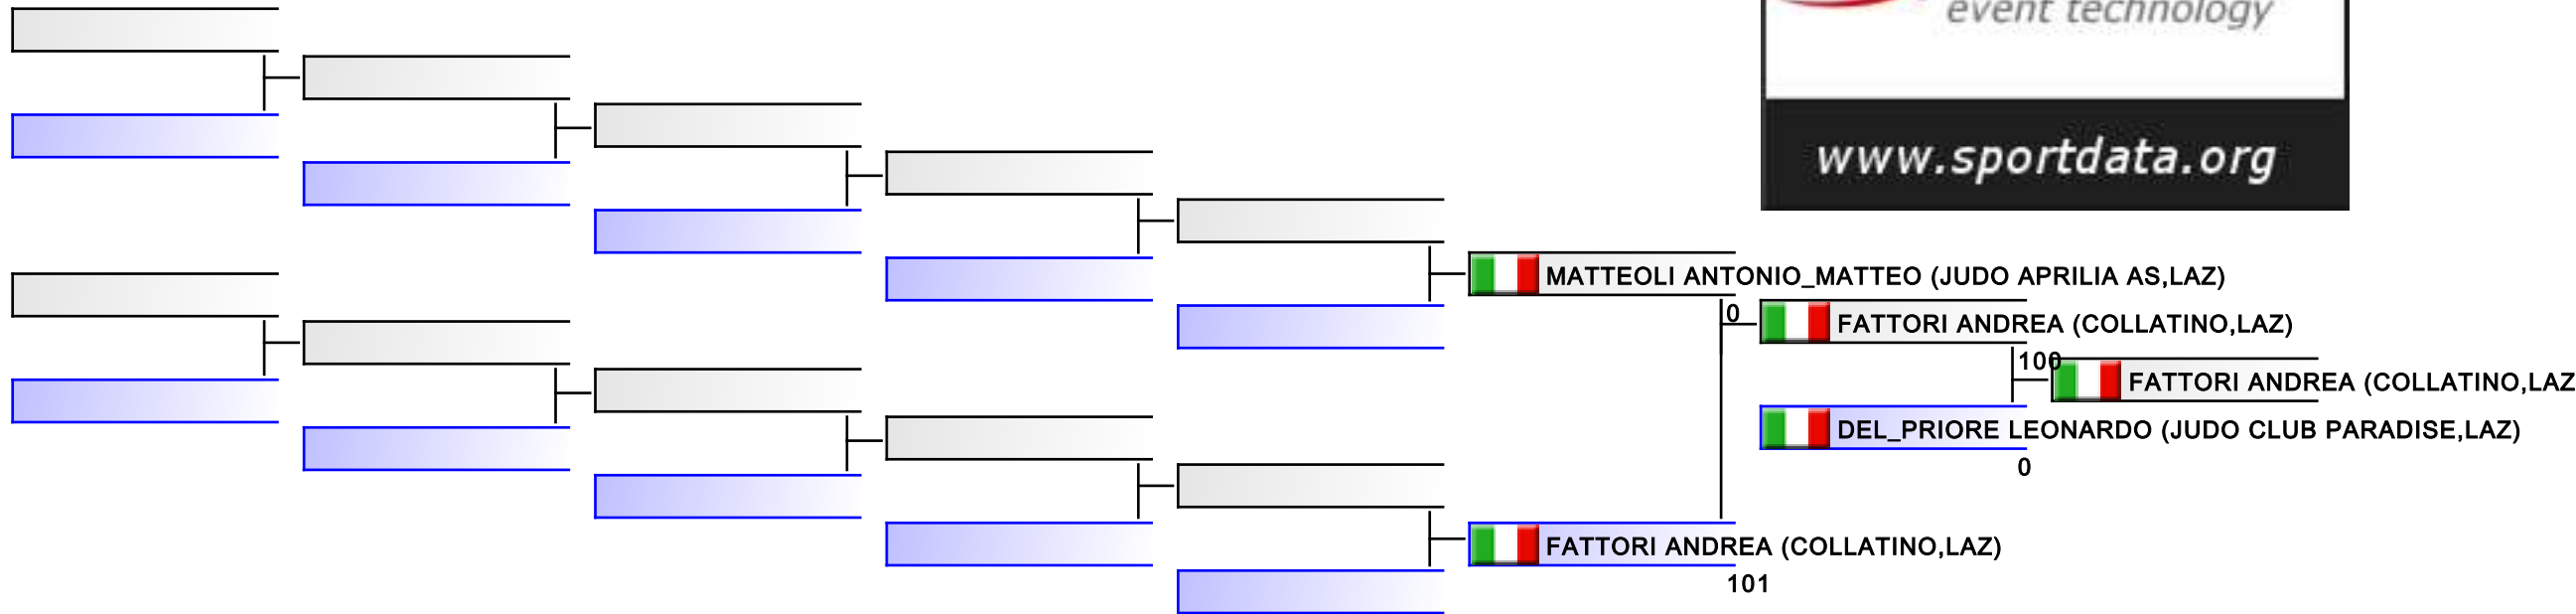 event technology
www.sportdata.org
MATTEOLI ANTONIO_MATTEO (JUDO APRILIA AS,LAZ)
0
FATTORI ANDREA (COLLATINO,LAZ)
100
FATTORI ANDREA (COLLATINO,LAZ
DEL_PRIORE LEONARDO (JUDO CLUB PARADISE,LAZ)
0
FATTORI ANDREA (COLLATINO,LAZ)
101